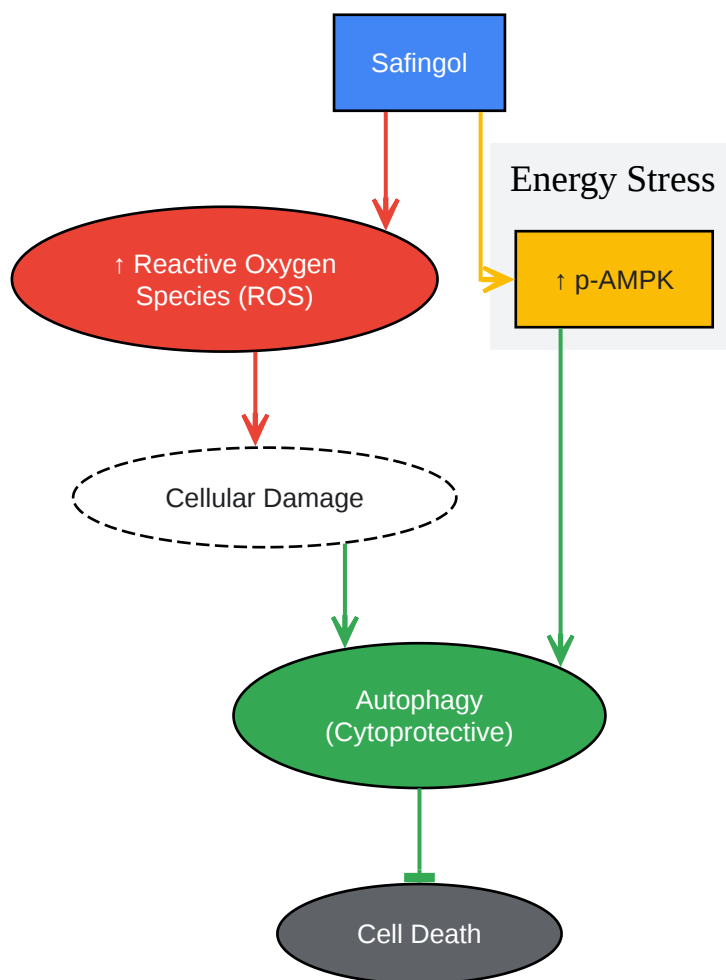 Safingol
Energy Stress
↑ Reactive Oxygen
Species (ROS)
↑ p-AMPK
Cellular Damage
Autophagy
(Cytoprotective)
Cell Death